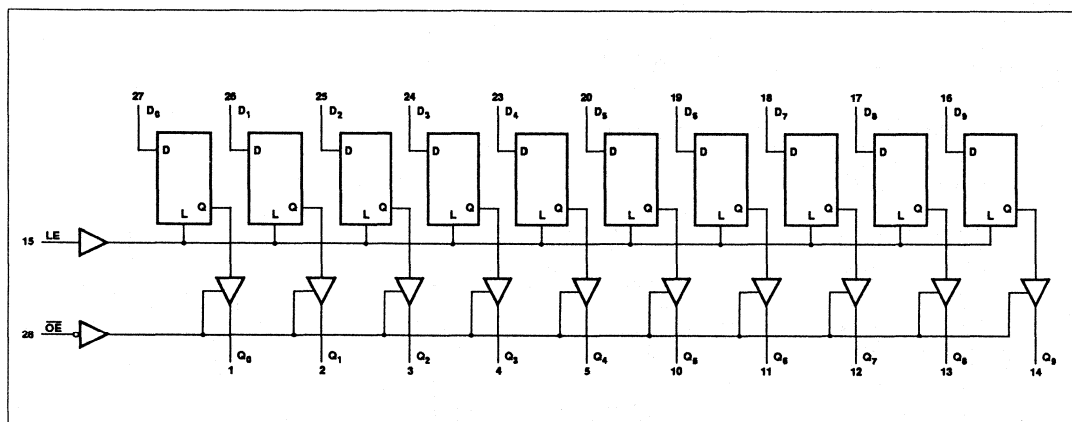 27 26 25 24 23 20 19 18 17 16
D₀ D₁ D₂ D₃ D₄ D₅ D₆ D₇ D₈ D₉
D D D D D D D D D D
Q Q Q Q Q Q Q Q Q Q
L L L L L L L L L L
15 LE
28 O̅E̅
Q₀ Q₁ Q₂ Q₃ Q₄ Q₅ Q₆ Q₇ Q₈ Q₉
1 2 3 4 5 10 11 12 13 14